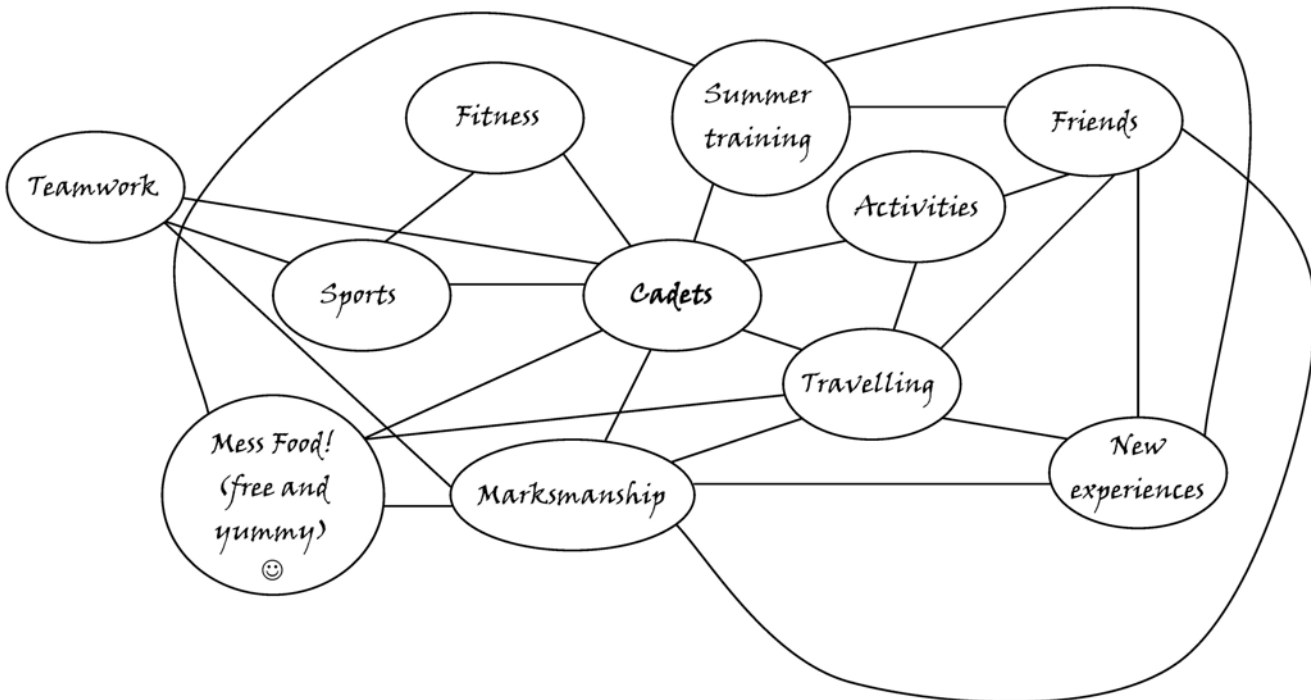 Summer
training
Fitness
Friends
Teamwork
Activities
Sports
Cadets
Travelling
Mess Food!
(free and
yummy)
☺
Marksmanship
New
experiences